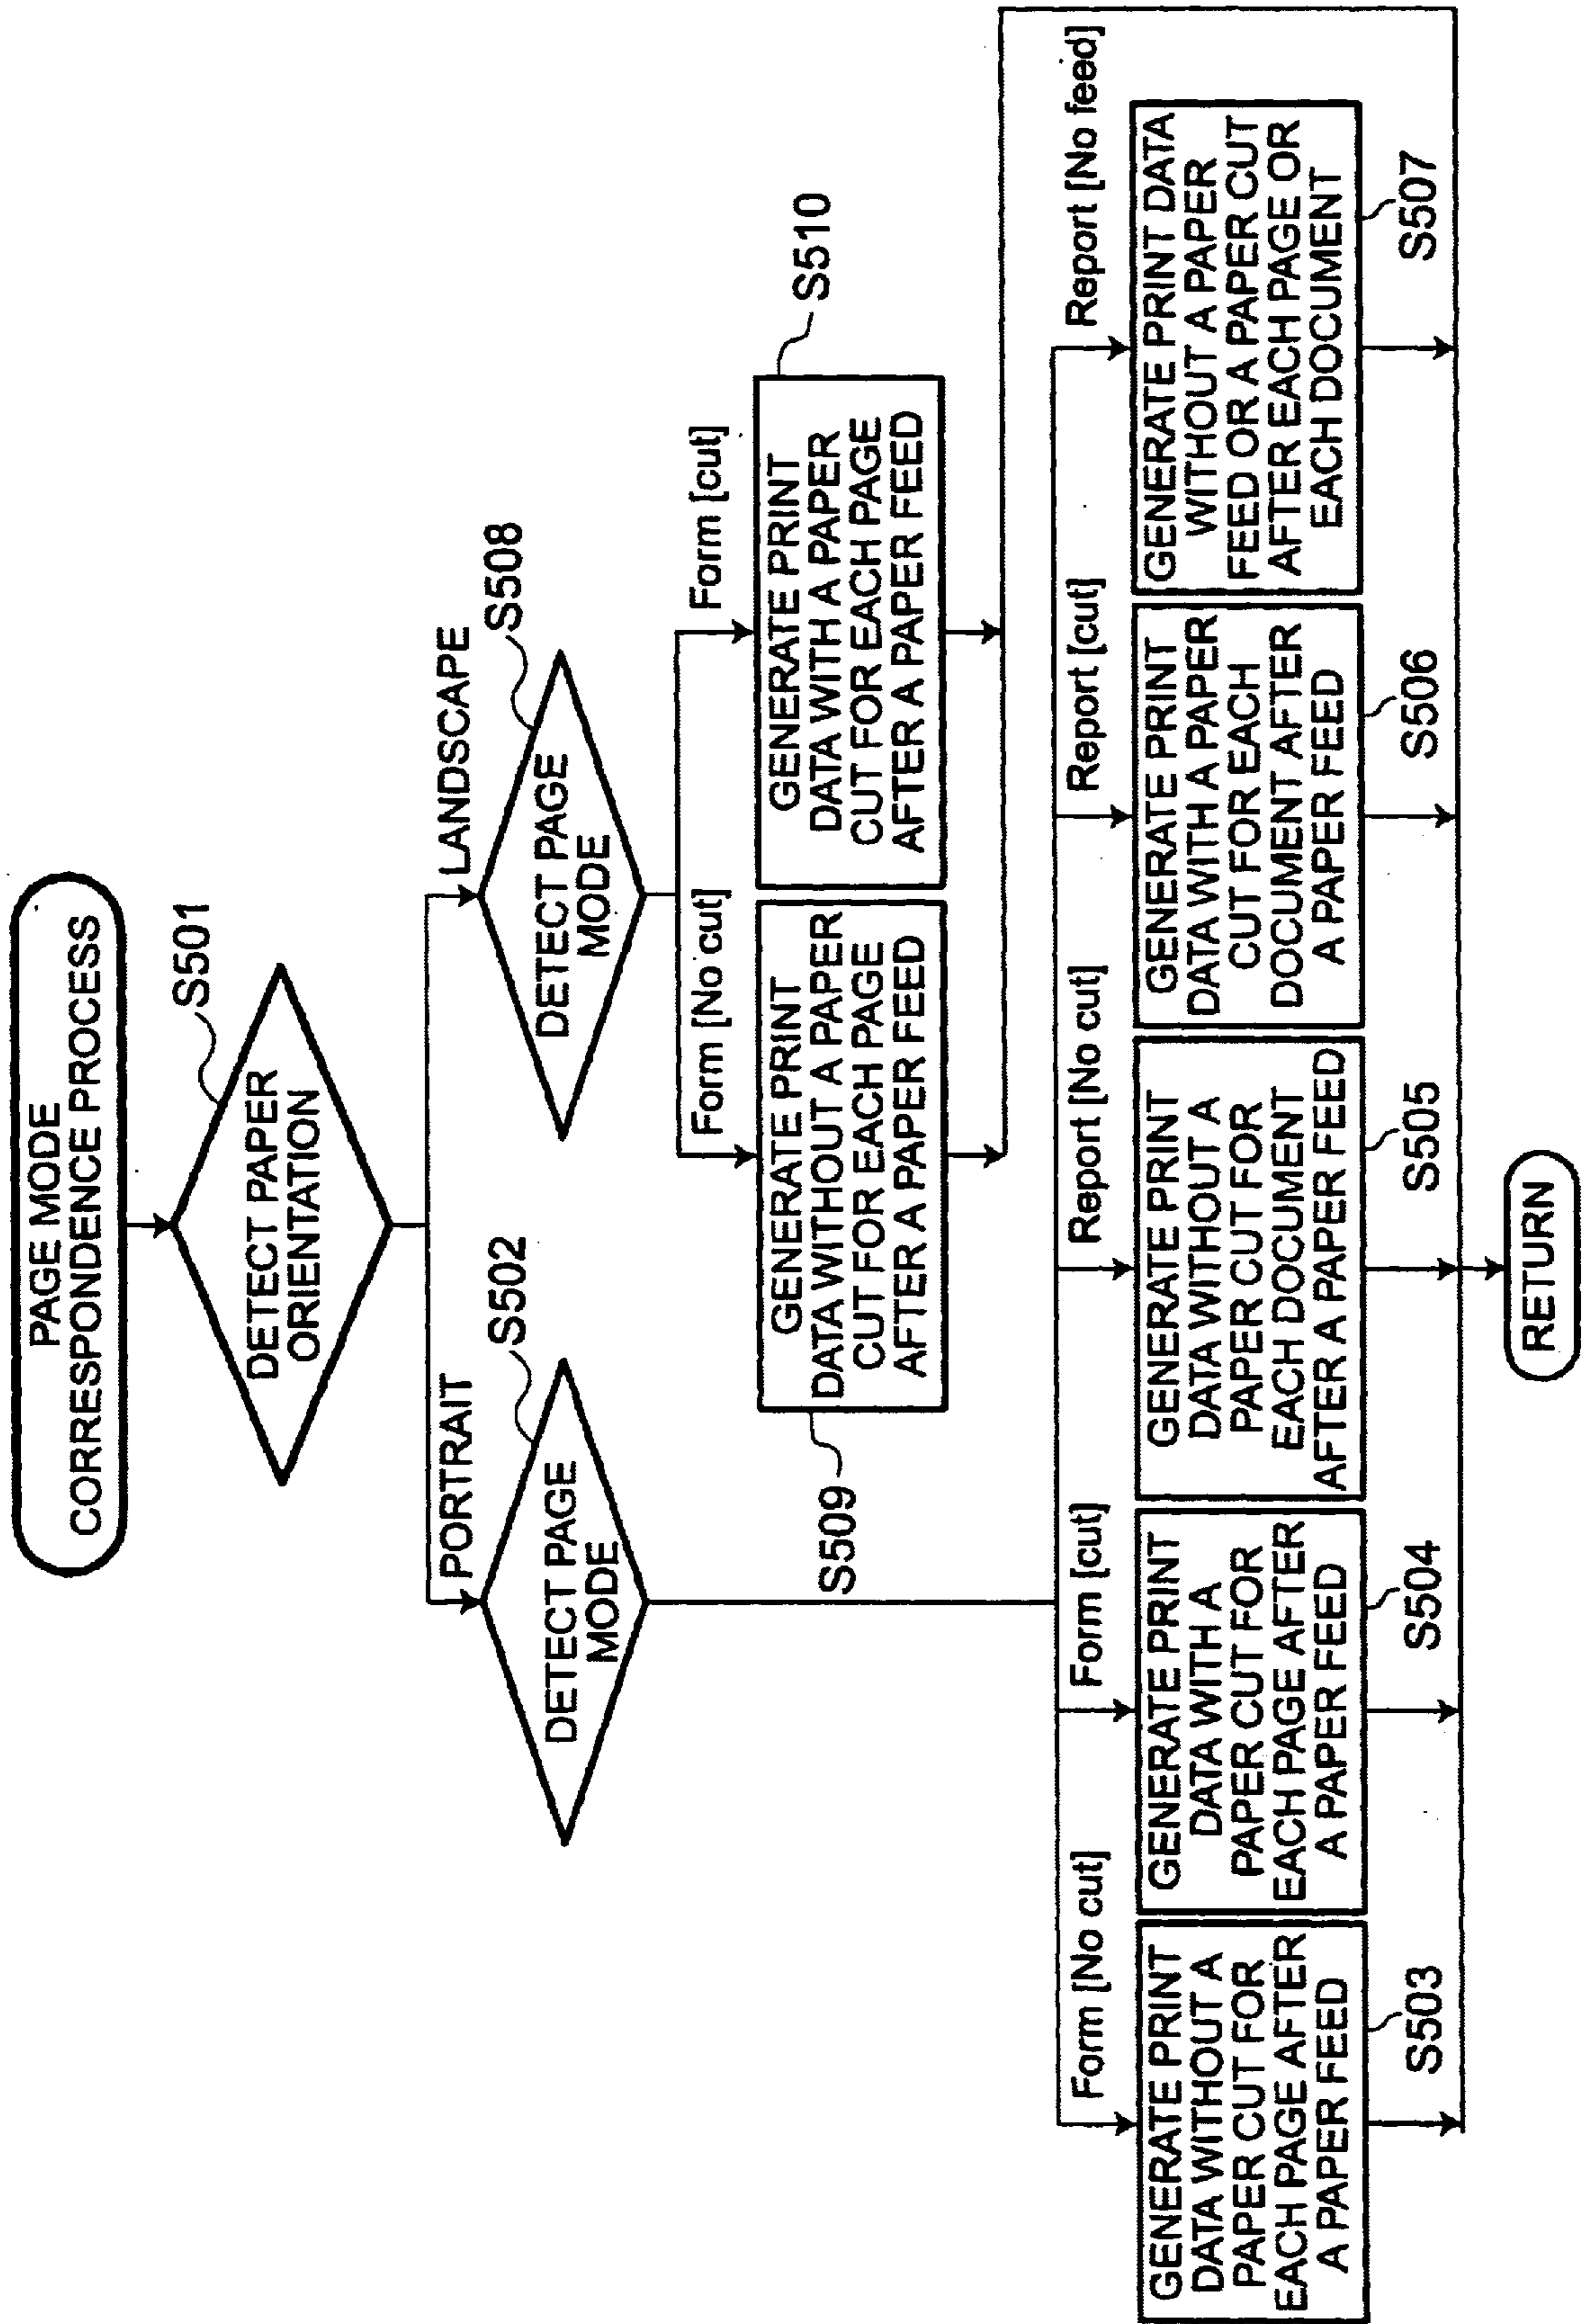 PAGE MODE
CORRESPONDENCE PROCESS
S501
DETECT PAPER
ORIENTATION
PORTRAIT
LANDSCAPE
S502
DETECT PAGE
MODE
S508
DETECT PAGE
MODE
Form [No cut]
Form [cut]
S509
GENERATE PRINT
DATA WITHOUT A PAPER
CUT FOR EACH PAGE
AFTER A PAPER FEED
GENERATE PRINT
DATA WITH A PAPER
CUT FOR EACH PAGE
AFTER A PAPER FEED
S510
Form [No cut]
Form [cut]
Report [No cut]
Report [cut]
Report [No feed]
GENERATE PRINT
DATA WITHOUT A
PAPER CUT FOR
EACH PAGE AFTER
A PAPER FEED
S503
GENERATE PRINT
DATA WITH A
PAPER CUT FOR
EACH PAGE AFTER
A PAPER FEED
S504
GENERATE PRINT
DATA WITHOUT A
PAPER CUT FOR
EACH DOCUMENT
AFTER A PAPER FEED
S505
GENERATE PRINT
DATA WITH A PAPER
CUT FOR EACH
DOCUMENT AFTER
A PAPER FEED
S506
GENERATE PRINT DATA
WITHOUT A PAPER
FEED OR A PAPER CUT
AFTER EACH PAGE OR
EACH DOCUMENT
S507
RETURN